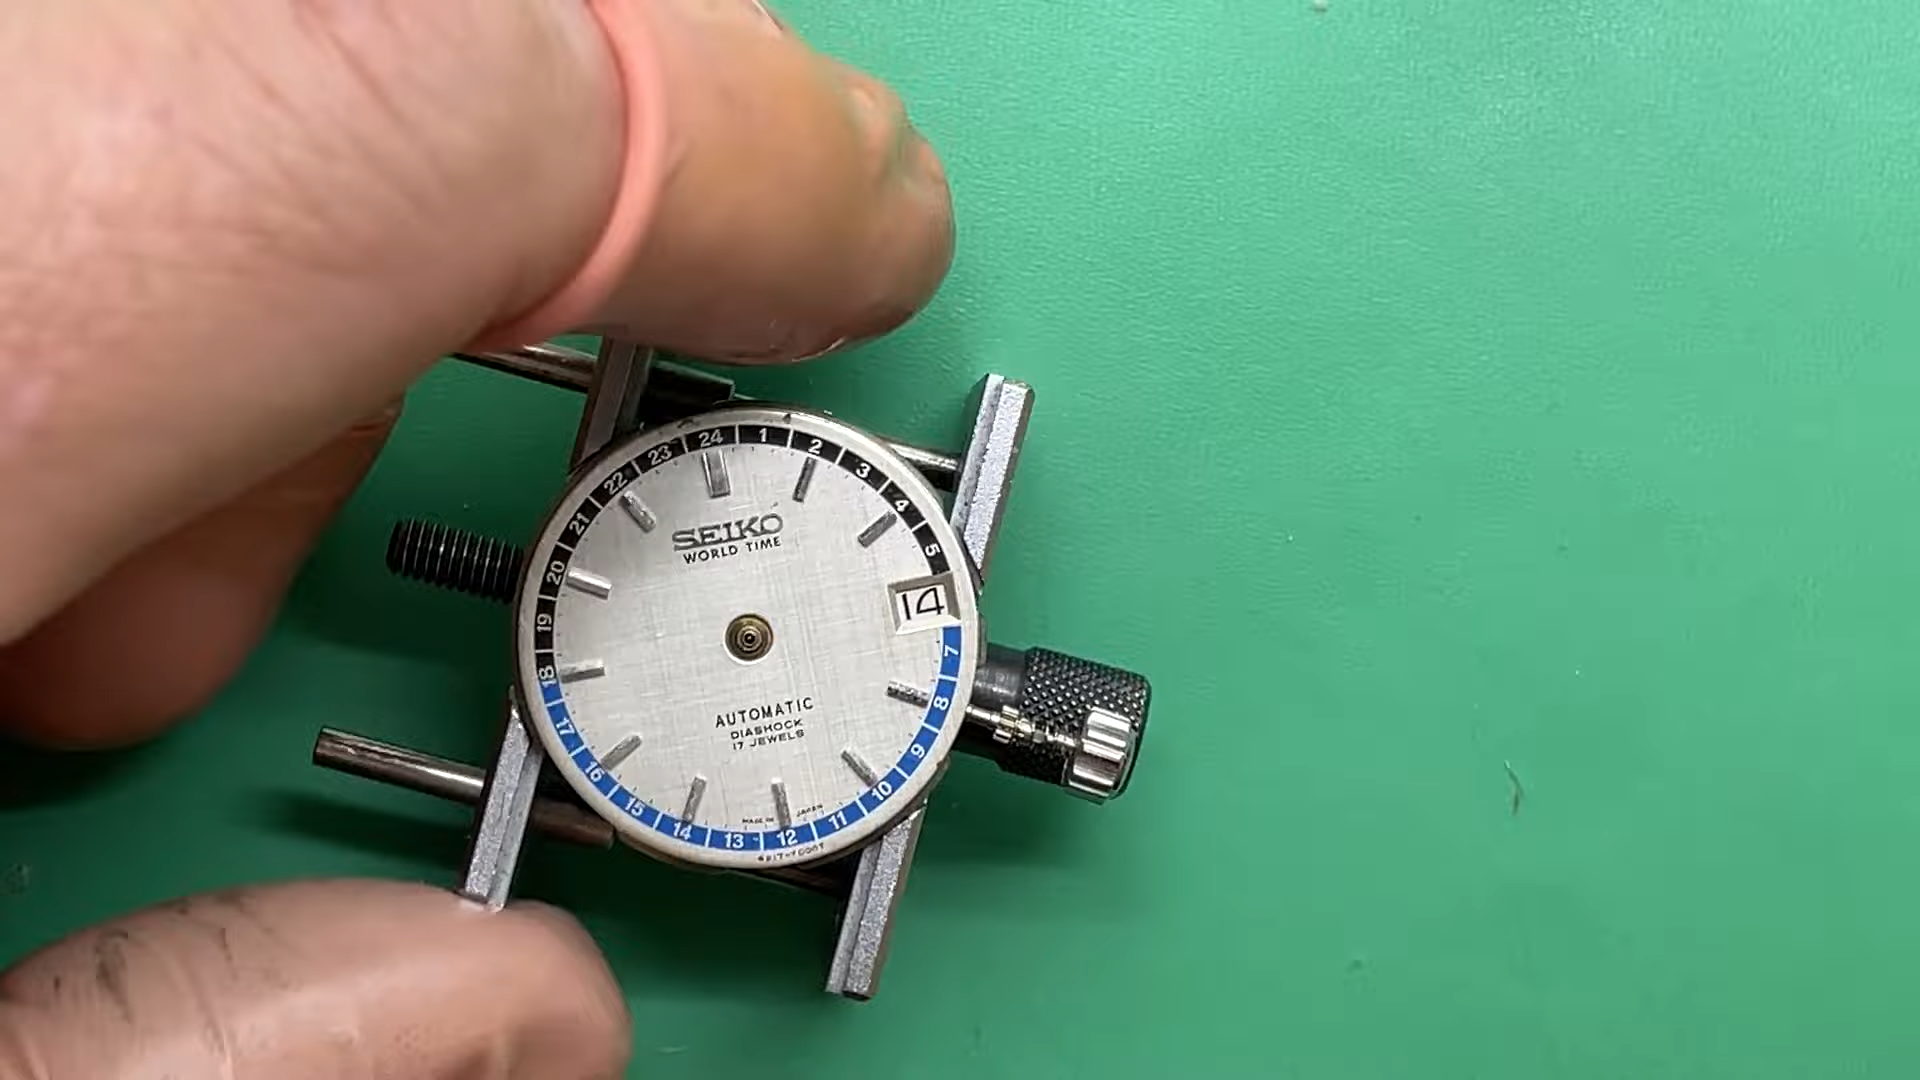 SEIKO
WORLD TIME
24 1 2 3 4 5 7 8 9 10 11 12 13 14 15 16 17 18 19 20 21 22 23
14
AUTOMATIC
DIASHOCK
17 JEWELS
MADE IN JAPAN